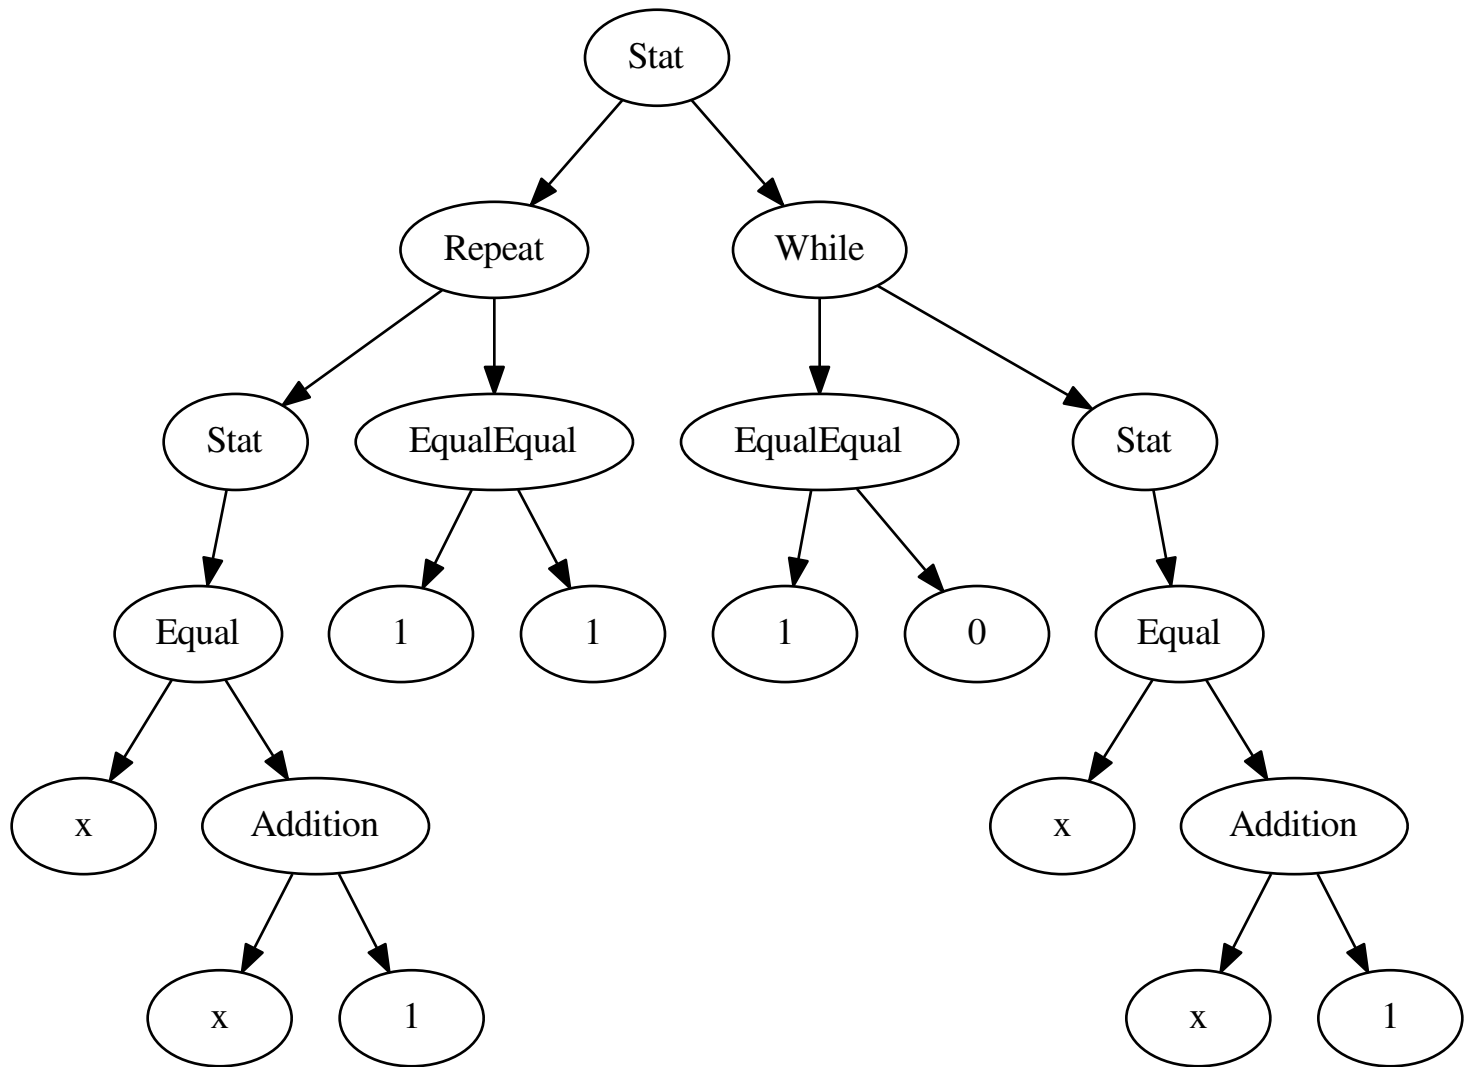 Stat
Repeat
While
Stat
EqualEqual
EqualEqual
Stat
Equal
1
1
1
0
Equal
x
Addition
x
Addition
x
1
x
1